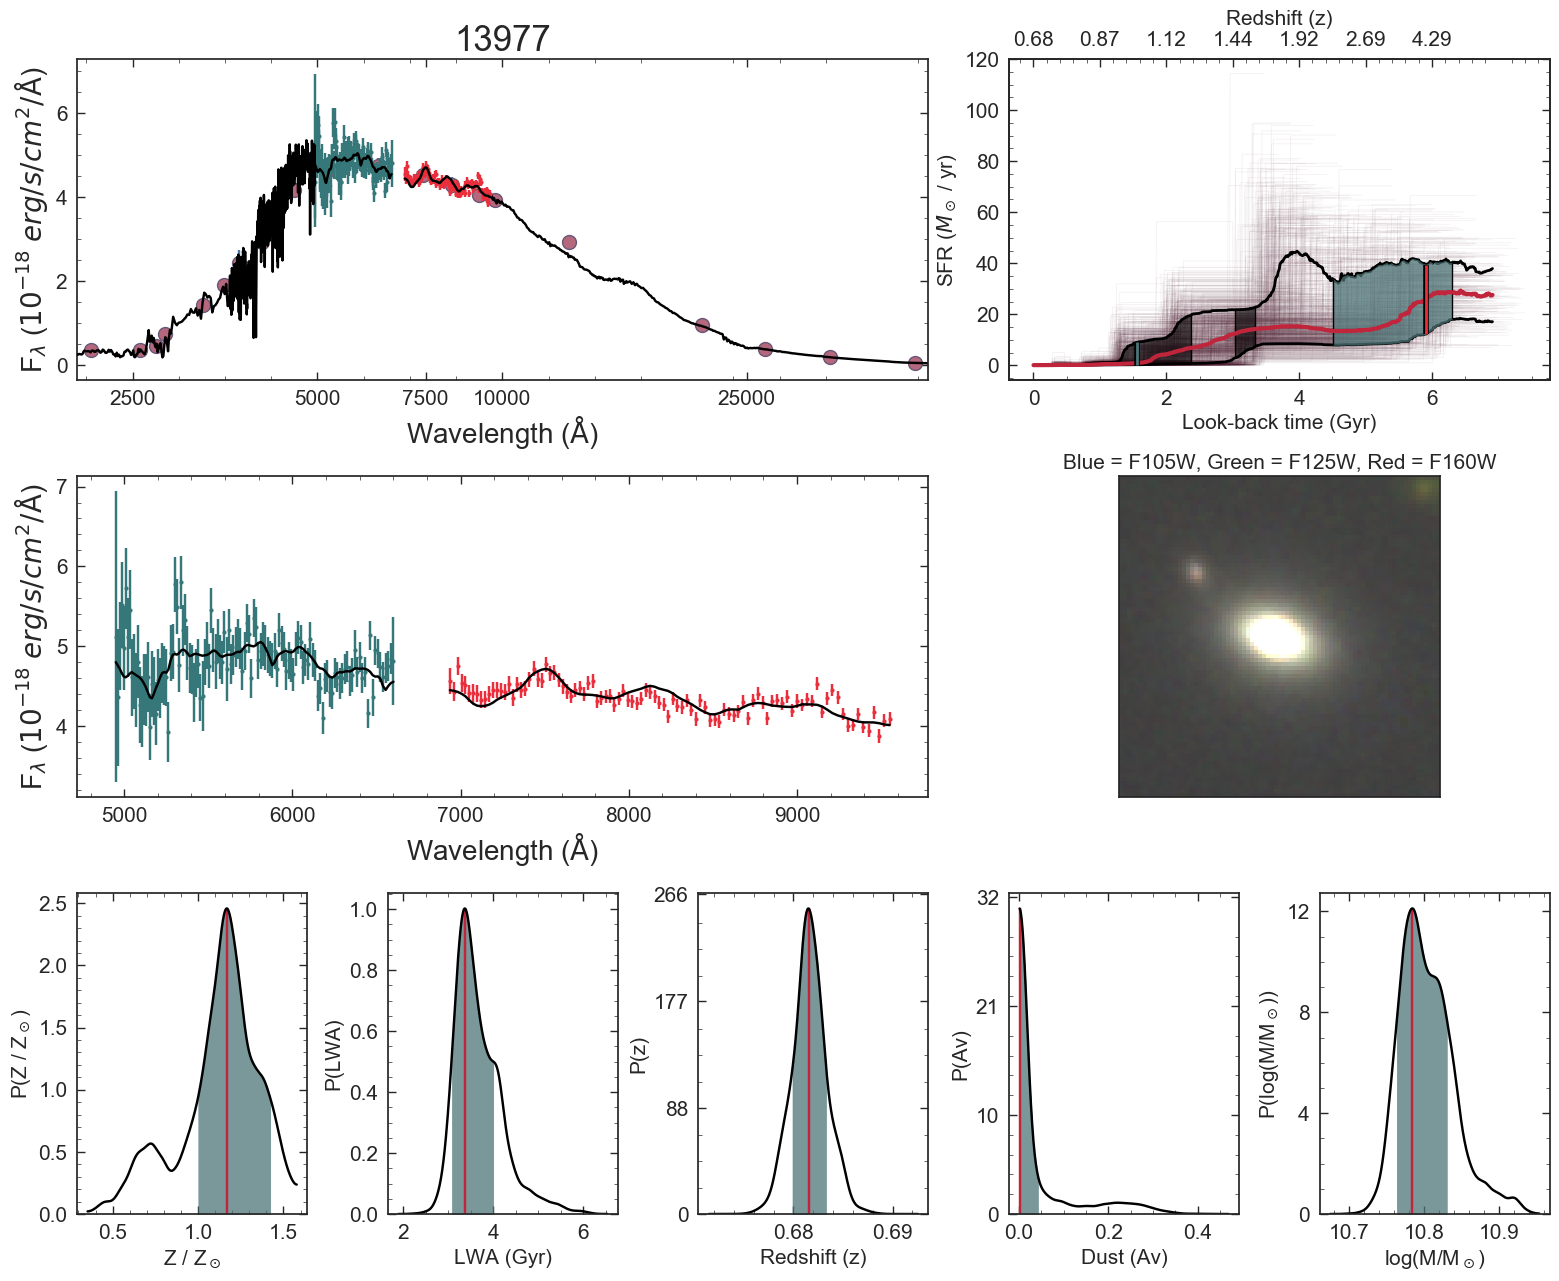 13977
6
4
2
0
2500 5000 7500 10000 25000
Wavelength (Å)
F_λ (10^{-18} erg/s/cm^2/Å)
Redshift (z)
0.68 0.87 1.12 1.44 1.92 2.69 4.29
120
100
80
60
40
20
0
0 2 4 6
Look-back time (Gyr)
SFR (M_⊙ / yr)
7
6
5
4
5000 6000 7000 8000 9000
Wavelength (Å)
F_λ (10^{-18} erg/s/cm^2/Å)
Blue = F105W, Green = F125W, Red = F160W
2.5
2.0
1.5
1.0
0.5
0.0
0.5 1.0 1.5
Z / Z_⊙
P(Z / Z_⊙)
1.0
0.8
0.6
0.4
0.2
0.0
2 4 6
LWA (Gyr)
P(LWA)
266
177
88
0
0.68 0.69
Redshift (z)
P(z)
32
21
10
0
0.0 0.2 0.4
Dust (Av)
P(Av)
12
8
4
0
10.7 10.8 10.9
log(M/M_⊙)
P(log(M/M_⊙))